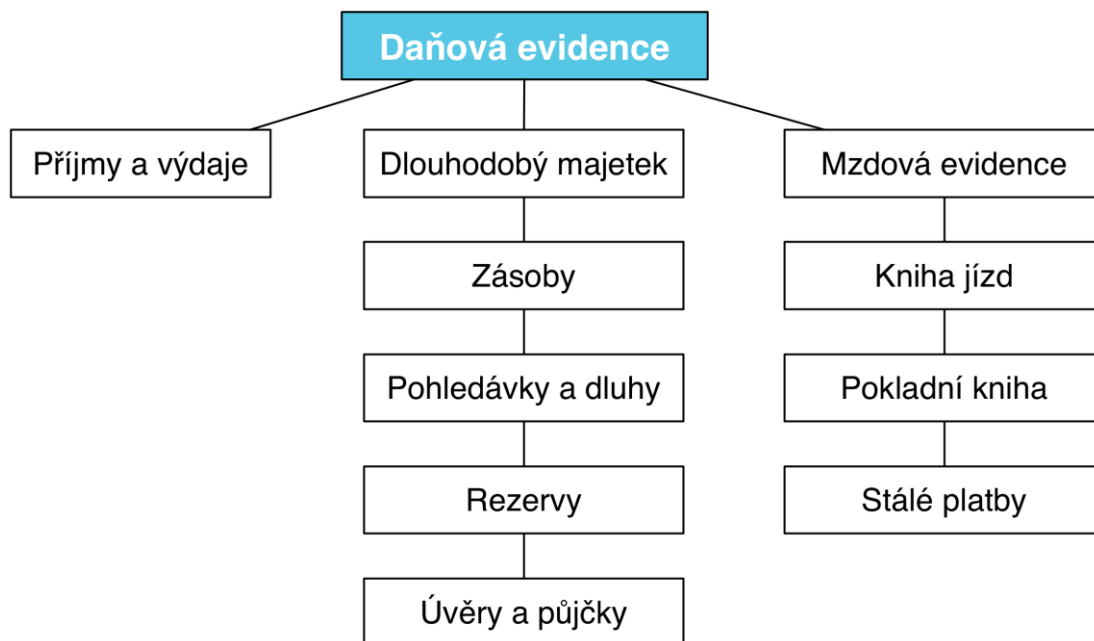 Daňová evidence
Příjmy a výdaje
Dlouhodobý majetek
Mzdová evidence
Zásoby
Kniha jízd
Pohledávky a dluhy
Pokladní kniha
Rezervy
Stálé platby
Úvěry a půjčky